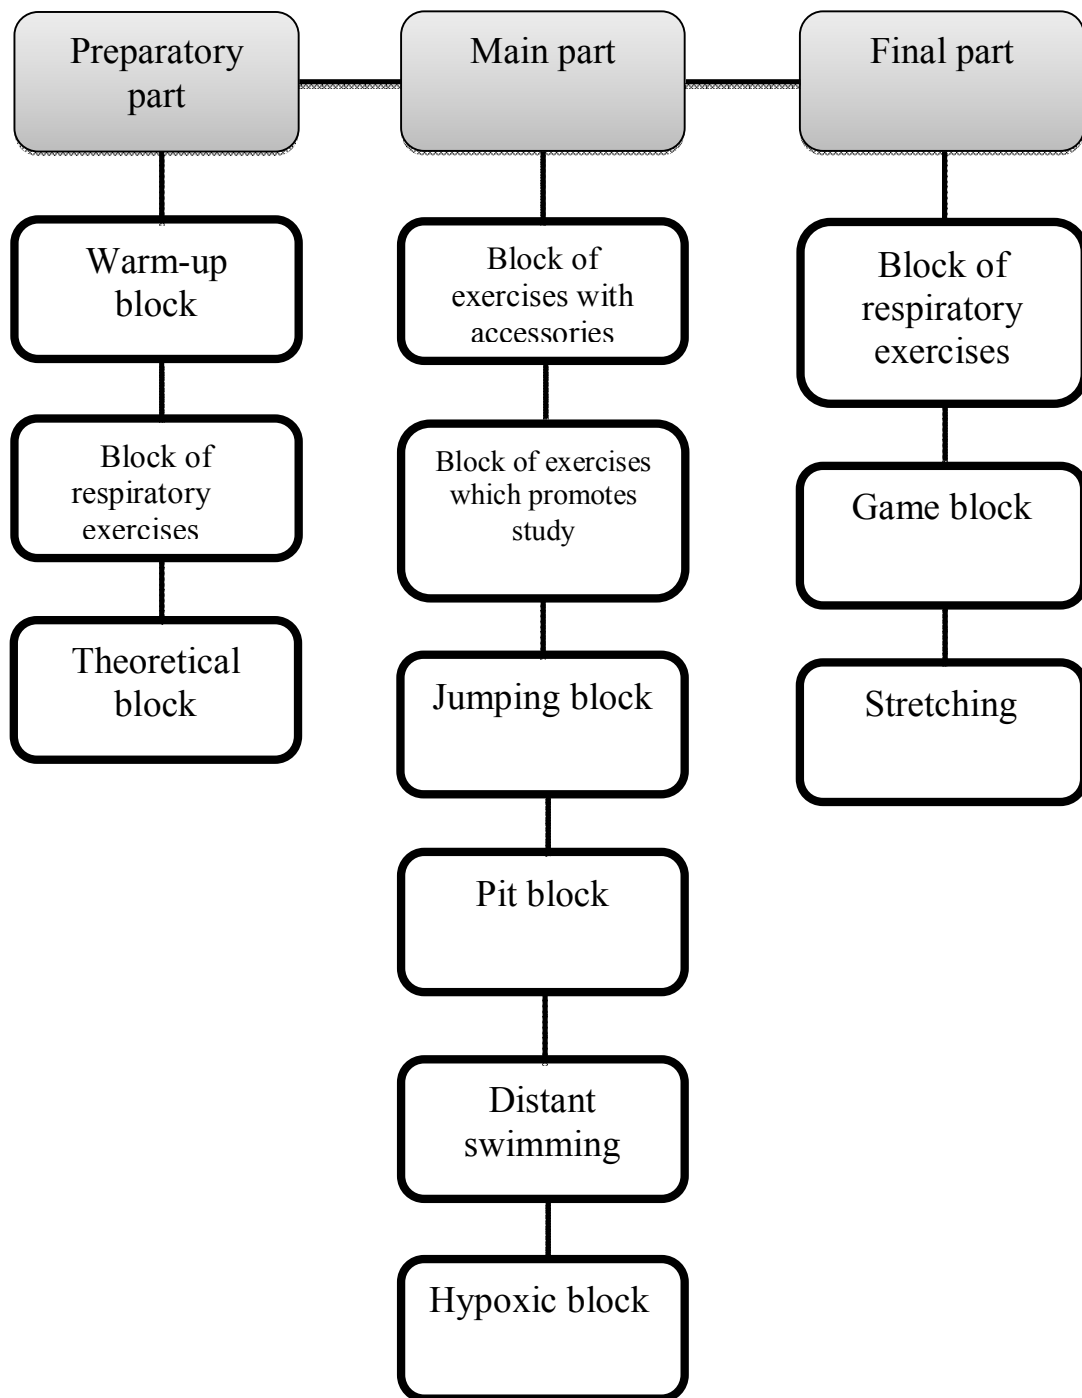 Preparatory
part
Main part
Final part
Warm-up
block
Block of
respiratory
exercises
Theoretical
block
Block of
exercises with
accessories
Block of exercises
which promotes
study
Jumping block
Pit block
Distant
swimming
Hypoxic block
Block of
respiratory
exercises
Game block
Stretching